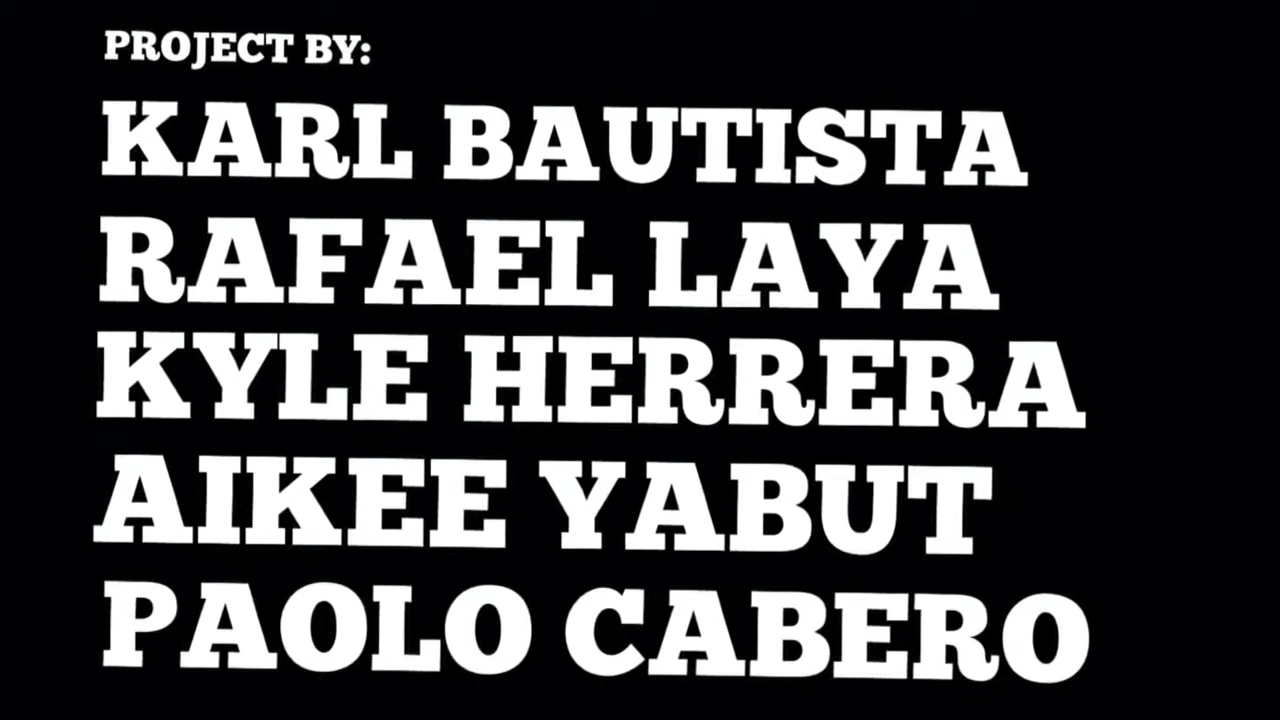 PROJECT BY:
KARL BAUTISTA
RAFAEL LAYA
KYLE HERRERA
AIKEE YABUT
PAOLO CABERO